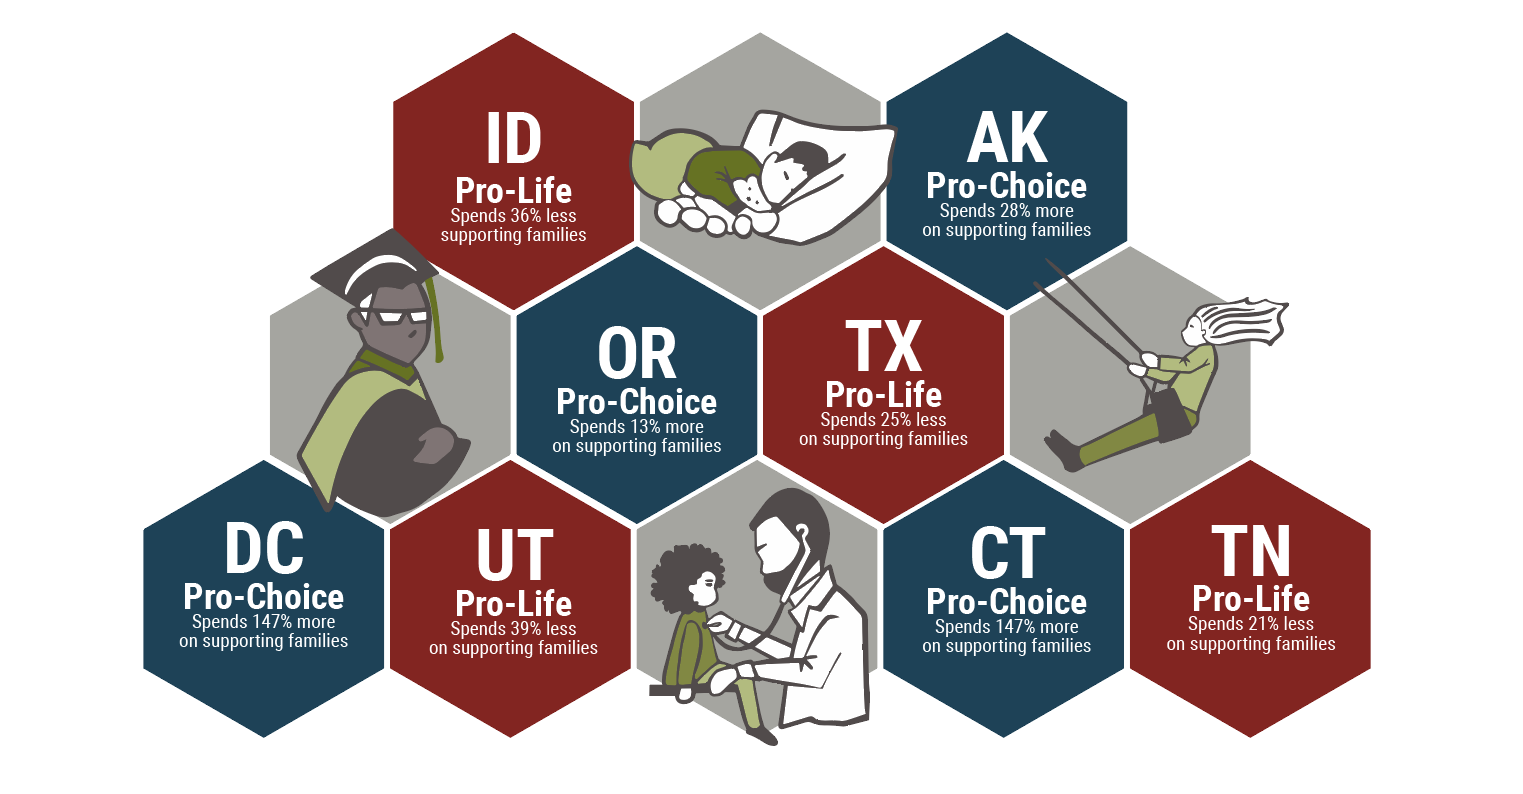 ID
Pro-Life
Spends 36% less
supporting families
AK
Pro-Choice
Spends 28% more
on supporting families
OR
Pro-Choice
Spends 13% more
on supporting families
TX
Pro-Life
Spends 25% less
on supporting families
DC
Pro-Choice
Spends 147% more
on supporting families
UT
Pro-Life
Spends 39% less
on supporting families
CT
Pro-Choice
Spends 147% more
on supporting families
TN
Pro-Life
Spends 21% less
on supporting families